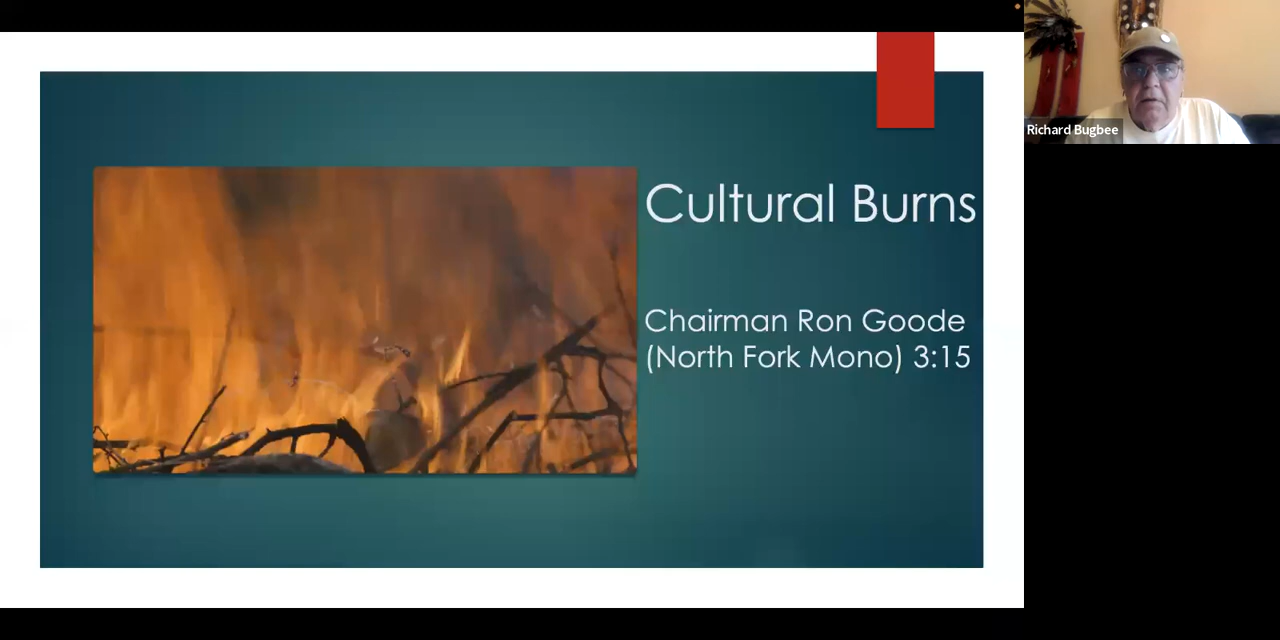 Cultural Burns
Chairman Ron Goode
(North Fork Mono) 3:15
Richard Bugbee